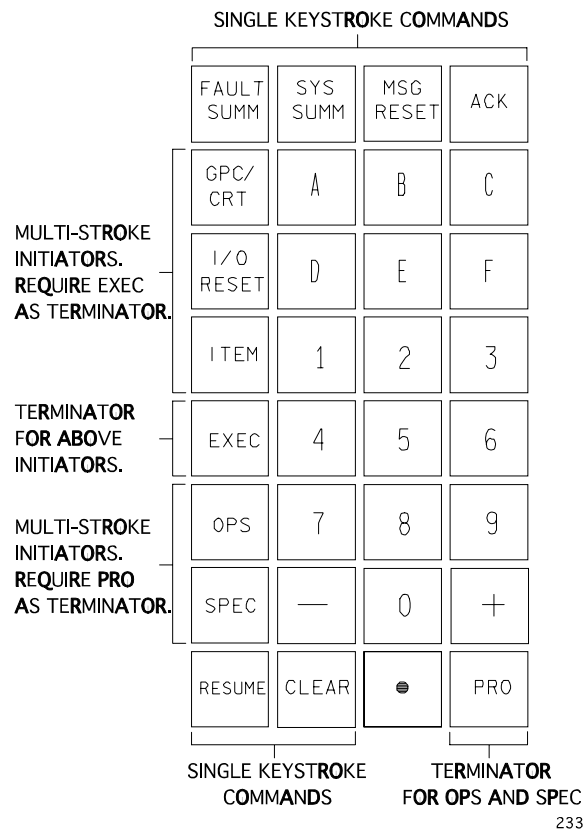 SINGLE KEYSTROKE COMMANDS
FAULT SUMM
SYS SUMM
MSG RESET
ACK
GPC/ CRT
A
B
C
MULTI-STROKE
INITIATORS.
REQUIRE EXEC
AS TERMINATOR.
I/O RESET
D
E
F
ITEM
1
2
3
TERMINATOR
FOR ABOVE
INITIATORS.
EXEC
4
5
6
MULTI-STROKE
INITIATORS.
REQUIRE PRO
AS TERMINATOR.
OPS
7
8
9
SPEC
—
0
+
RESUME
CLEAR
PRO
SINGLE KEYSTROKE
COMMANDS
TERMINATOR
FOR OPS AND SPEC
233